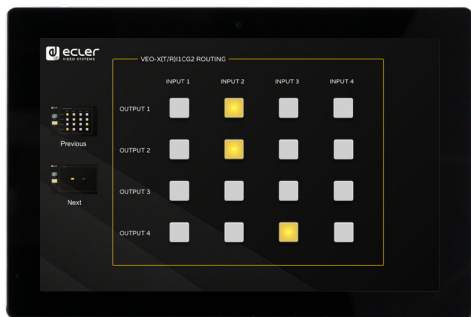 ecler
VIDEO SYSTEMS
VEO-X(T/R)I1CG2 ROUTING
INPUT 1 INPUT 2 INPUT 3 INPUT 4
OUTPUT 1
OUTPUT 2
Previous
OUTPUT 3
Next
OUTPUT 4